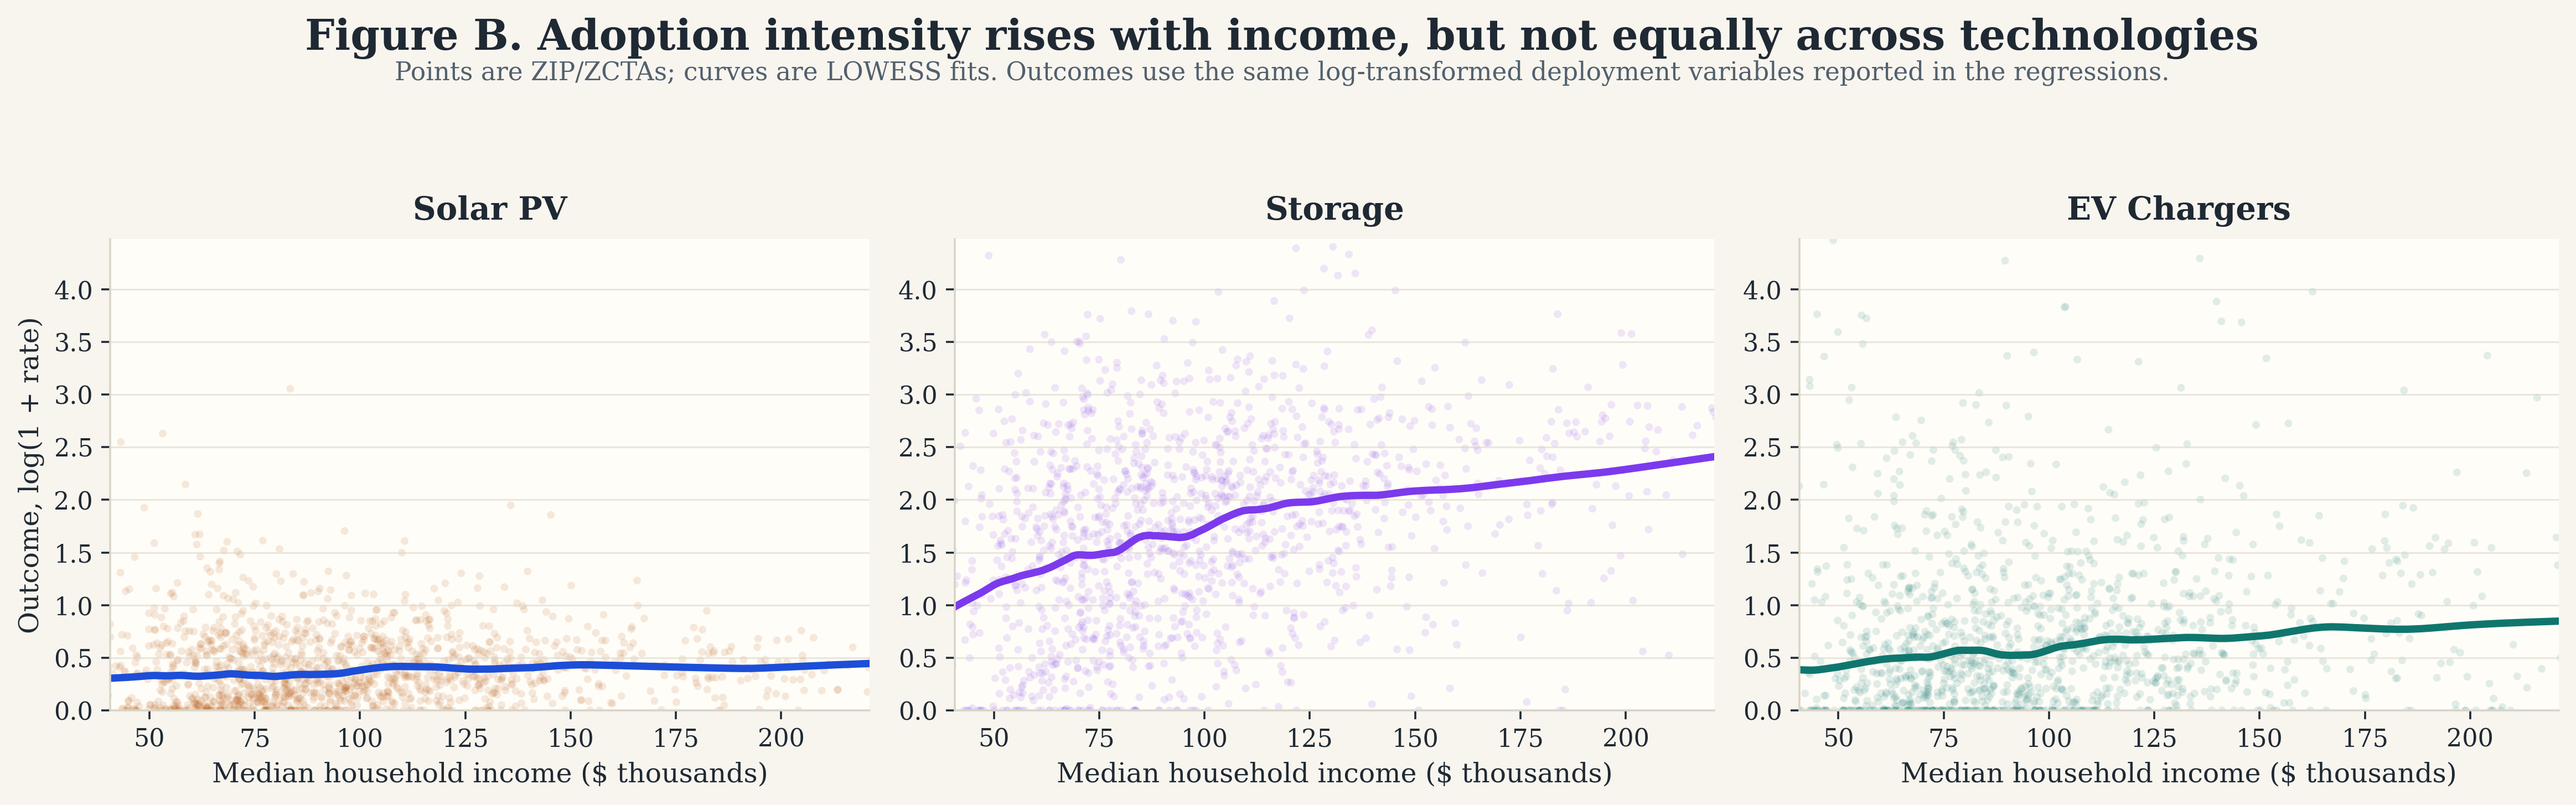 Figure B. Adoption intensity rises with income, but not equally across technologies
Points are ZIP/ZCTAs; curves are LOWESS fits. Outcomes use the same log-transformed deployment variables reported in the regressions.
Solar PV
Storage
EV Chargers
Outcome, log(1 + rate)
4.0
3.5
3.0
2.5
2.0
1.5
1.0
0.5
0.0
50 75 100 125 150 175 200
Median household income ($ thousands)
4.0
3.5
3.0
2.5
2.0
1.5
1.0
0.5
0.0
50 75 100 125 150 175 200
Median household income ($ thousands)
4.0
3.5
3.0
2.5
2.0
1.5
1.0
0.5
0.0
50 75 100 125 150 175 200
Median household income ($ thousands)